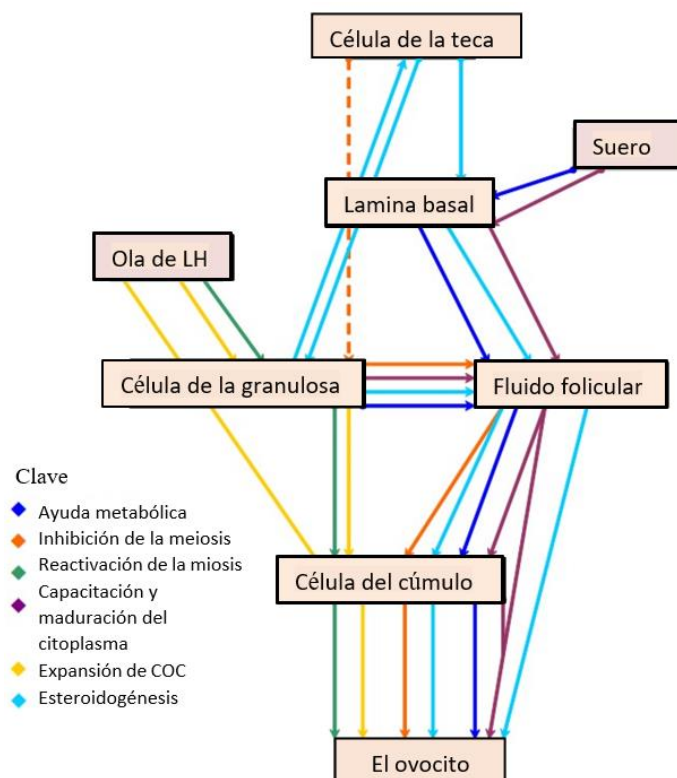 Célula de la teca
Suero
Lamina basal
Ola de LH
Célula de la granulosa
Fluido folicular
Clave
Ayuda metabólica
Inhibición de la meiosis
Reactivación de la miosis
Capacitación y
maduración del
citoplasma
Expansión de COC
Esteroidogénesis
Célula del cúmulo
El ovocito